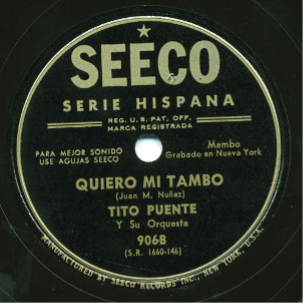 SEECO
SERIE HISPANA
REG. U.S. PAT. OFF.
MARCA REGISTRADA
PARA MEJOR SONIDO
USE AGUJAS SEECO
Mambo
Grabado en Nueva York
QUIERO MI TAMBO
(Juan M. Nuñez)
TITO PUENTE
Y Su Orquesta
906B
(S.R. 1660-146)
MANUFACTURED BY SEECO RECORDS INC., NEW YORK, U.S.A.